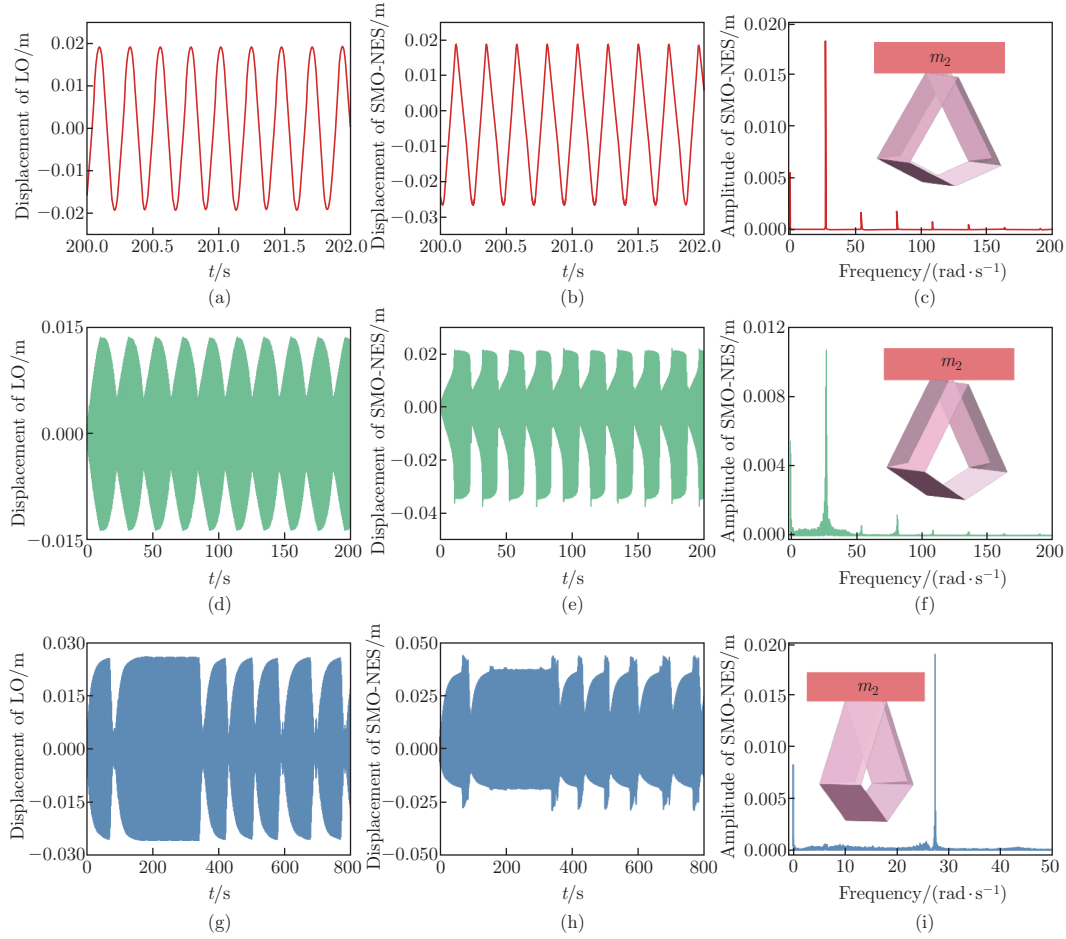 Displacement of LO/m
0.02
0.01
0.00
−0.01
−0.02
200.0 200.5 201.0 201.5 202.0
t/s
(a)
Displacement of SMO-NES/m
0.02
0.01
0.00
−0.01
−0.02
−0.03
200.0 200.5 201.0 201.5 202.0
t/s
(b)
Amplitude of SMO-NES/m
0.020
0.015
0.010
0.005
0.000
0 50 100 150 200
m₂
Frequency/(rad·s⁻¹)
(c)
Displacement of LO/m
0.015
0.000
−0.015
0 50 100 150 200
t/s
(d)
Displacement of SMO-NES/m
0.02
0.00
−0.02
−0.04
0 50 100 150 200
t/s
(e)
Amplitude of SMO-NES/m
0.012
0.008
0.004
0.000
0 50 100 150 200
m₂
Frequency/(rad·s⁻¹)
(f)
Displacement of LO/m
0.030
0.015
0.000
−0.015
−0.030
0 200 400 600 800
t/s
(g)
Displacement of SMO-NES/m
0.050
0.025
0.000
−0.025
−0.050
0 200 400 600 800
t/s
(h)
Amplitude of SMO-NES/m
0.020
0.015
0.010
0.005
0.000
0 10 20 30 40 50
m₂
Frequency/(rad·s⁻¹)
(i)